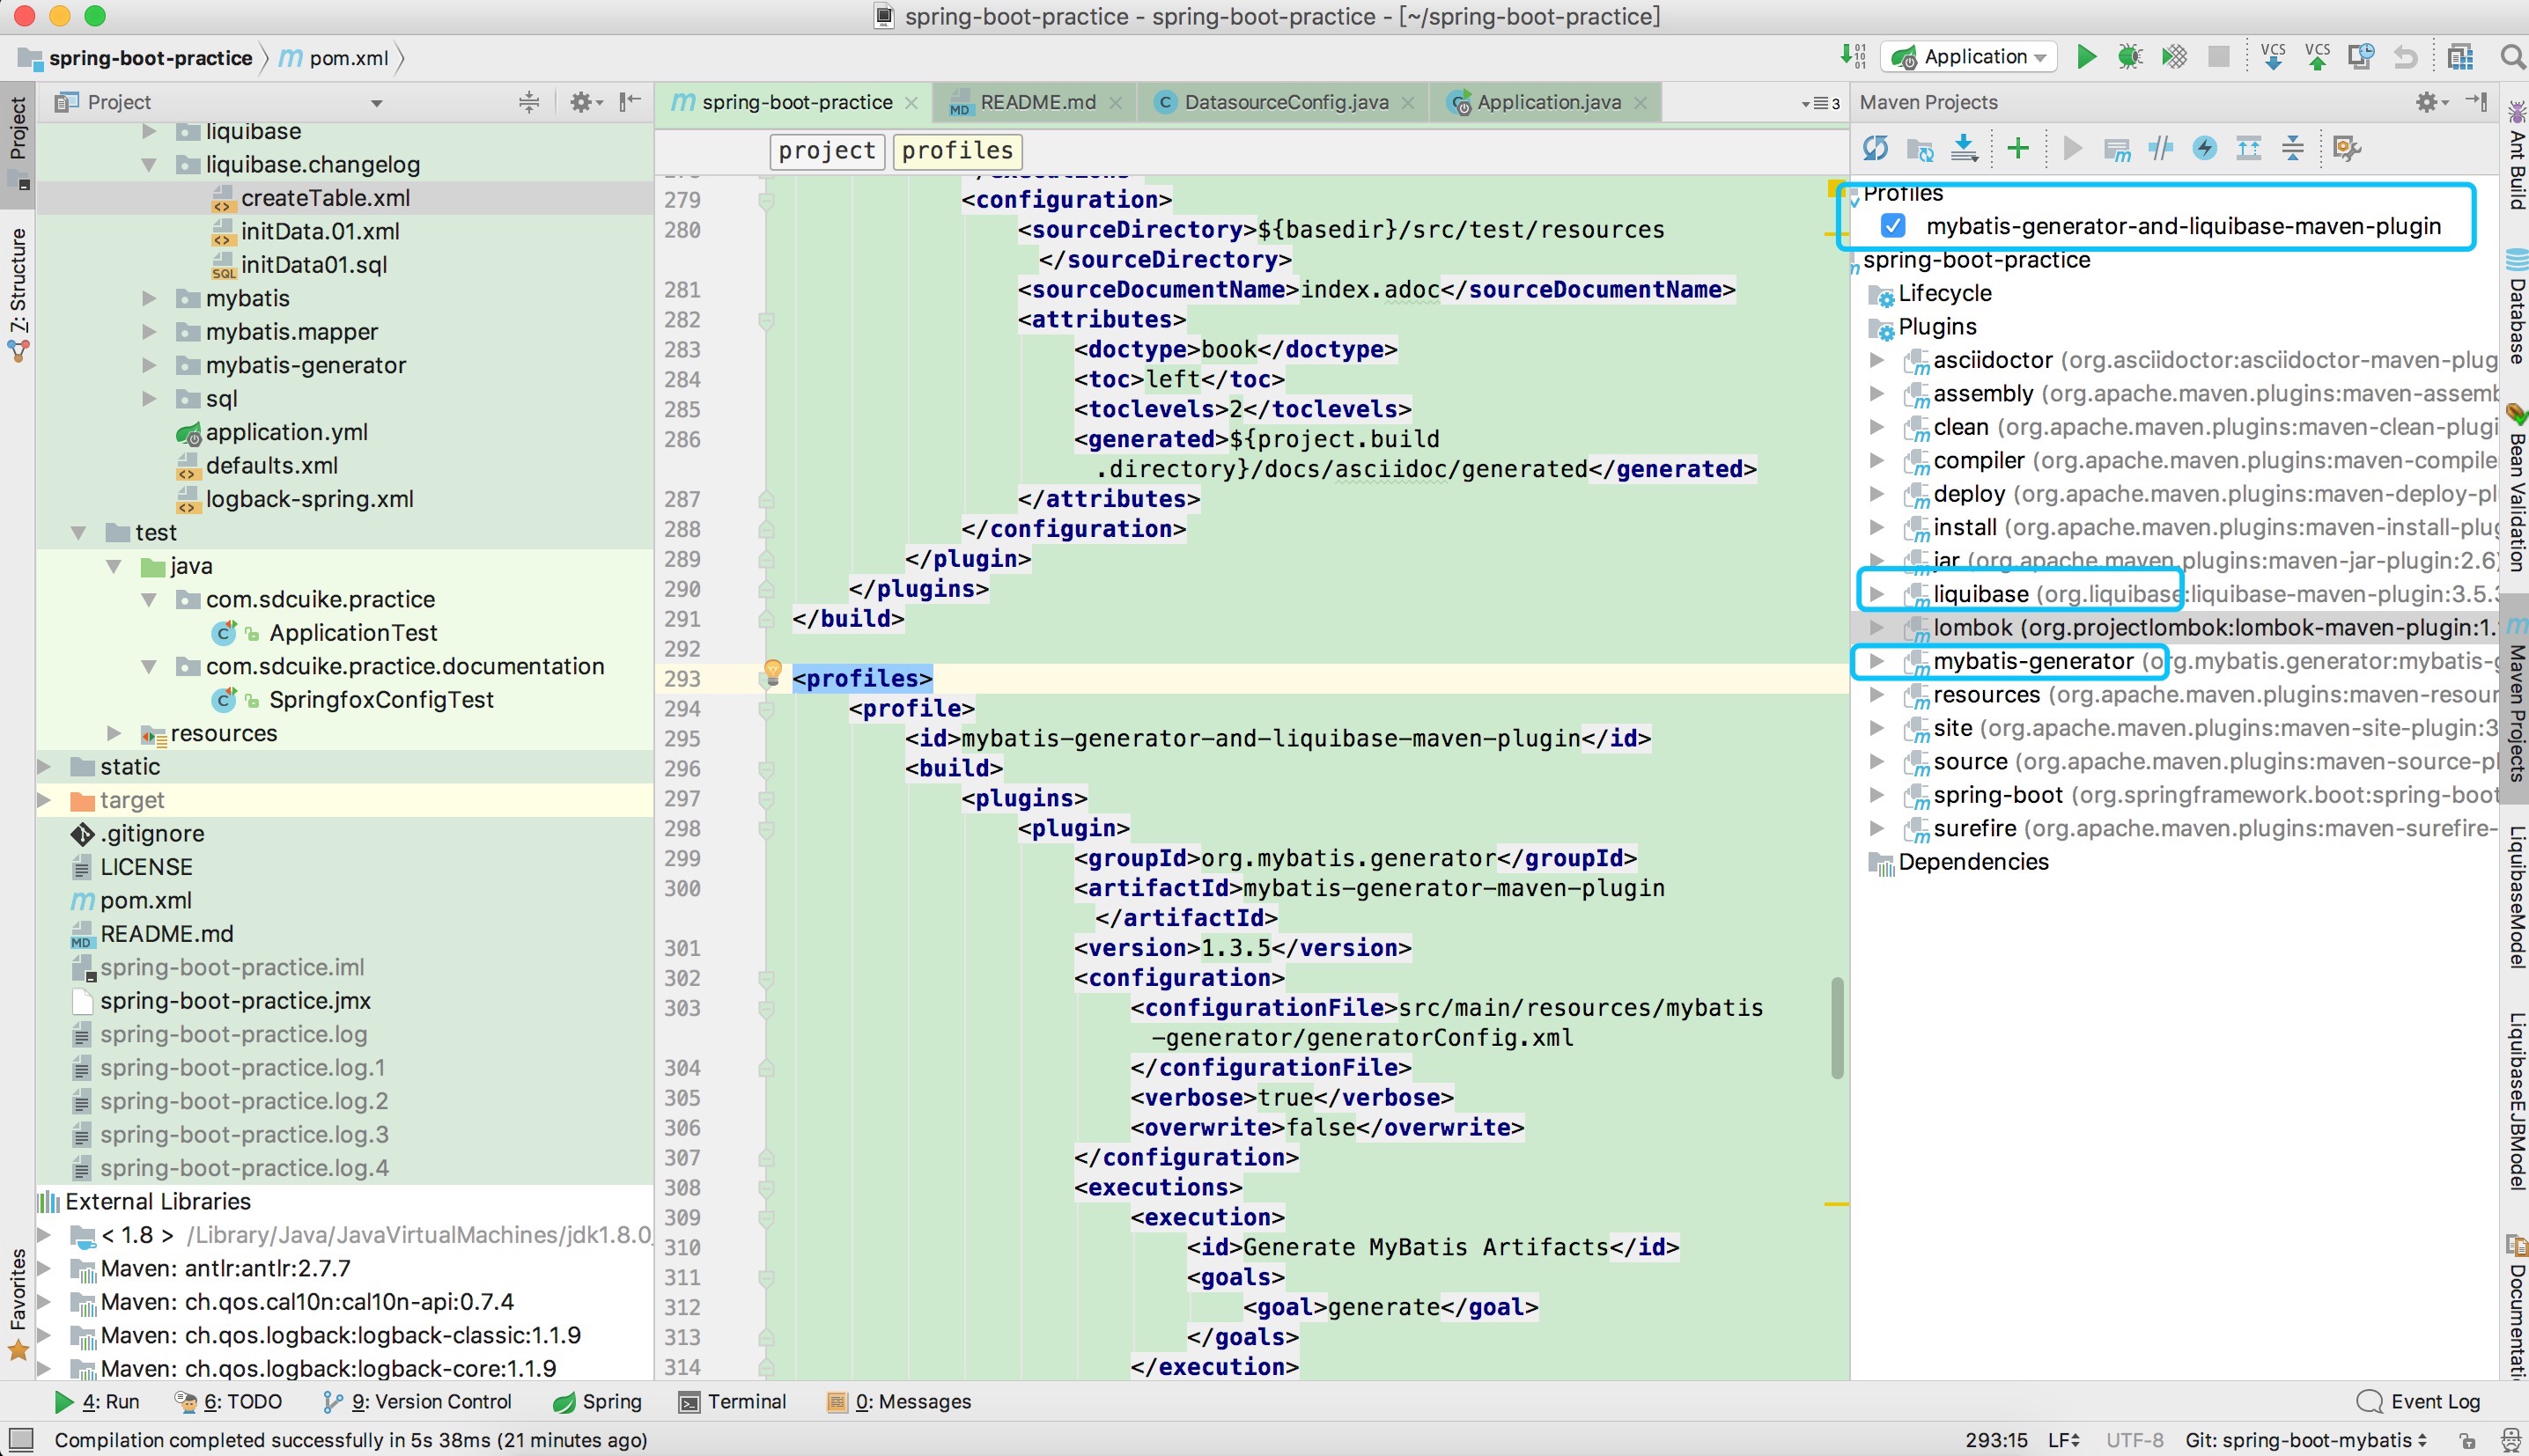 spring-boot-practice - spring-boot-practice - [~/spring-boot-practice]
spring-boot-practice
pom.xml
Application
VCS
VCS
Project
spring-boot-practice
README.md
DatasourceConfig.java
Application.java
3
Maven Projects
Project
7: Structure
Favorites
liquibase
liquibase.changelog
createTable.xml
initData.01.xml
initData01.sql
mybatis
mybatis.mapper
mybatis-generator
sql
application.yml
defaults.xml
logback-spring.xml
test
java
com.sdcuike.practice
ApplicationTest
com.sdcuike.practice.documentation
SpringfoxConfigTest
resources
static
target
.gitignore
LICENSE
pom.xml
README.md
spring-boot-practice.iml
spring-boot-practice.jmx
spring-boot-practice.log
spring-boot-practice.log.1
spring-boot-practice.log.2
spring-boot-practice.log.3
spring-boot-practice.log.4
External Libraries
< 1.8 > /Library/Java/JavaVirtualMachines/jdk1.8.0_
Maven: antlr:antlr:2.7.7
Maven: ch.qos.cal10n:cal10n-api:0.7.4
Maven: ch.qos.logback:logback-classic:1.1.9
Maven: ch.qos.logback:logback-core:1.1.9
project profiles
279 <configuration>
280 <sourceDirectory>${basedir}/src/test/resources
</sourceDirectory>
281 <sourceDocumentName>index.adoc</sourceDocumentName>
282 <attributes>
283 <doctype>book</doctype>
284 <toc>left</toc>
285 <toclevels>2</toclevels>
286 <generated>${project.build
.directory}/docs/asciidoc/generated</generated>
287 </attributes>
288 </configuration>
289 </plugin>
290 </plugins>
291 </build>
292
293 <profiles>
294 <profile>
295 <id>mybatis-generator-and-liquibase-maven-plugin</id>
296 <build>
297 <plugins>
298 <plugin>
299 <groupId>org.mybatis.generator</groupId>
300 <artifactId>mybatis-generator-maven-plugin
</artifactId>
301 <version>1.3.5</version>
302 <configuration>
303 <configurationFile>src/main/resources/mybatis
-generator/generatorConfig.xml
304 </configurationFile>
305 <verbose>true</verbose>
306 <overwrite>false</overwrite>
307 </configuration>
308 <executions>
309 <execution>
310 <id>Generate MyBatis Artifacts</id>
311 <goals>
312 <goal>generate</goal>
313 </goals>
314 </execution>
Profiles
mybatis-generator-and-liquibase-maven-plugin
spring-boot-practice
Lifecycle
Plugins
asciidoctor (org.asciidoctor:asciidoctor-maven-plug
assembly (org.apache.maven.plugins:maven-assemb
clean (org.apache.maven.plugins:maven-clean-plugi
compiler (org.apache.maven.plugins:maven-compile
deploy (org.apache.maven.plugins:maven-deploy-pl
install (org.apache.maven.plugins:maven-install-plug
jar (org.apache.maven.plugins:maven-jar-plugin:2.6)
liquibase (org.liquibase:liquibase-maven-plugin:3.5.3
lombok (org.projectlombok:lombok-maven-plugin:1.
mybatis-generator (org.mybatis.generator:mybatis-g
resources (org.apache.maven.plugins:maven-resour
site (org.apache.maven.plugins:maven-site-plugin:3
source (org.apache.maven.plugins:maven-source-pl
spring-boot (org.springframework.boot:spring-boot
surefire (org.apache.maven.plugins:maven-surefire-
Dependencies
Ant Build
Database
Bean Validation
Maven Projects
LiquibaseModel
LiquibaseEJBModel
Documentati
4: Run
6: TODO
9: Version Control
Spring
Terminal
0: Messages
Event Log
Compilation completed successfully in 5s 38ms (21 minutes ago)
293:15
LF
UTF-8
Git: spring-boot-mybatis